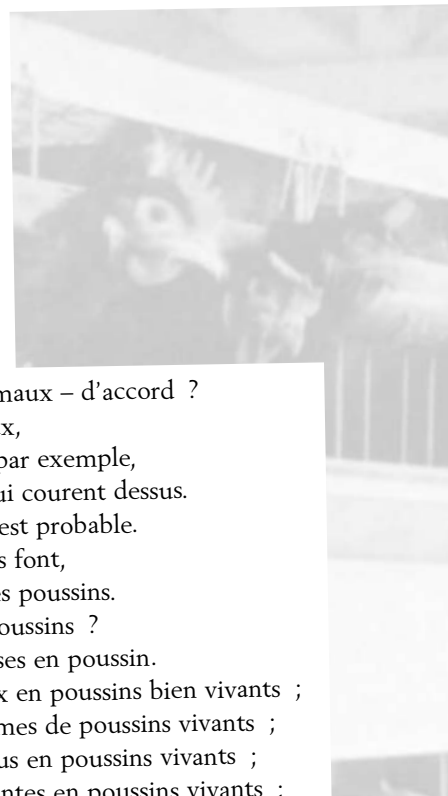 maux – d'accord ?
x,
par exemple,
ui courent dessus.
est probable.
s font,
es poussins.
oussins ?
ses en poussin.
x en poussins bien vivants ;
mes de poussins vivants ;
us en poussins vivants ;
ntes en poussins vivants ;